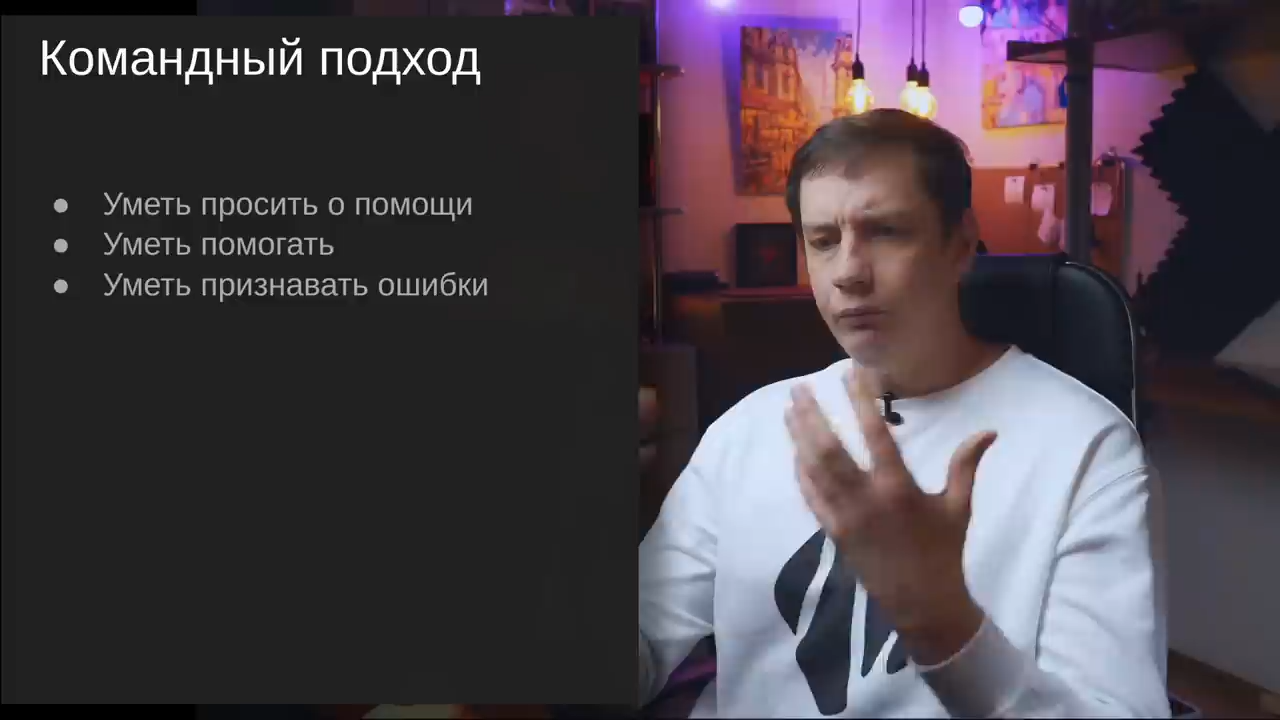 Командный подход
● Уметь просить о помощи
● Уметь помогать
● Уметь признавать ошибки